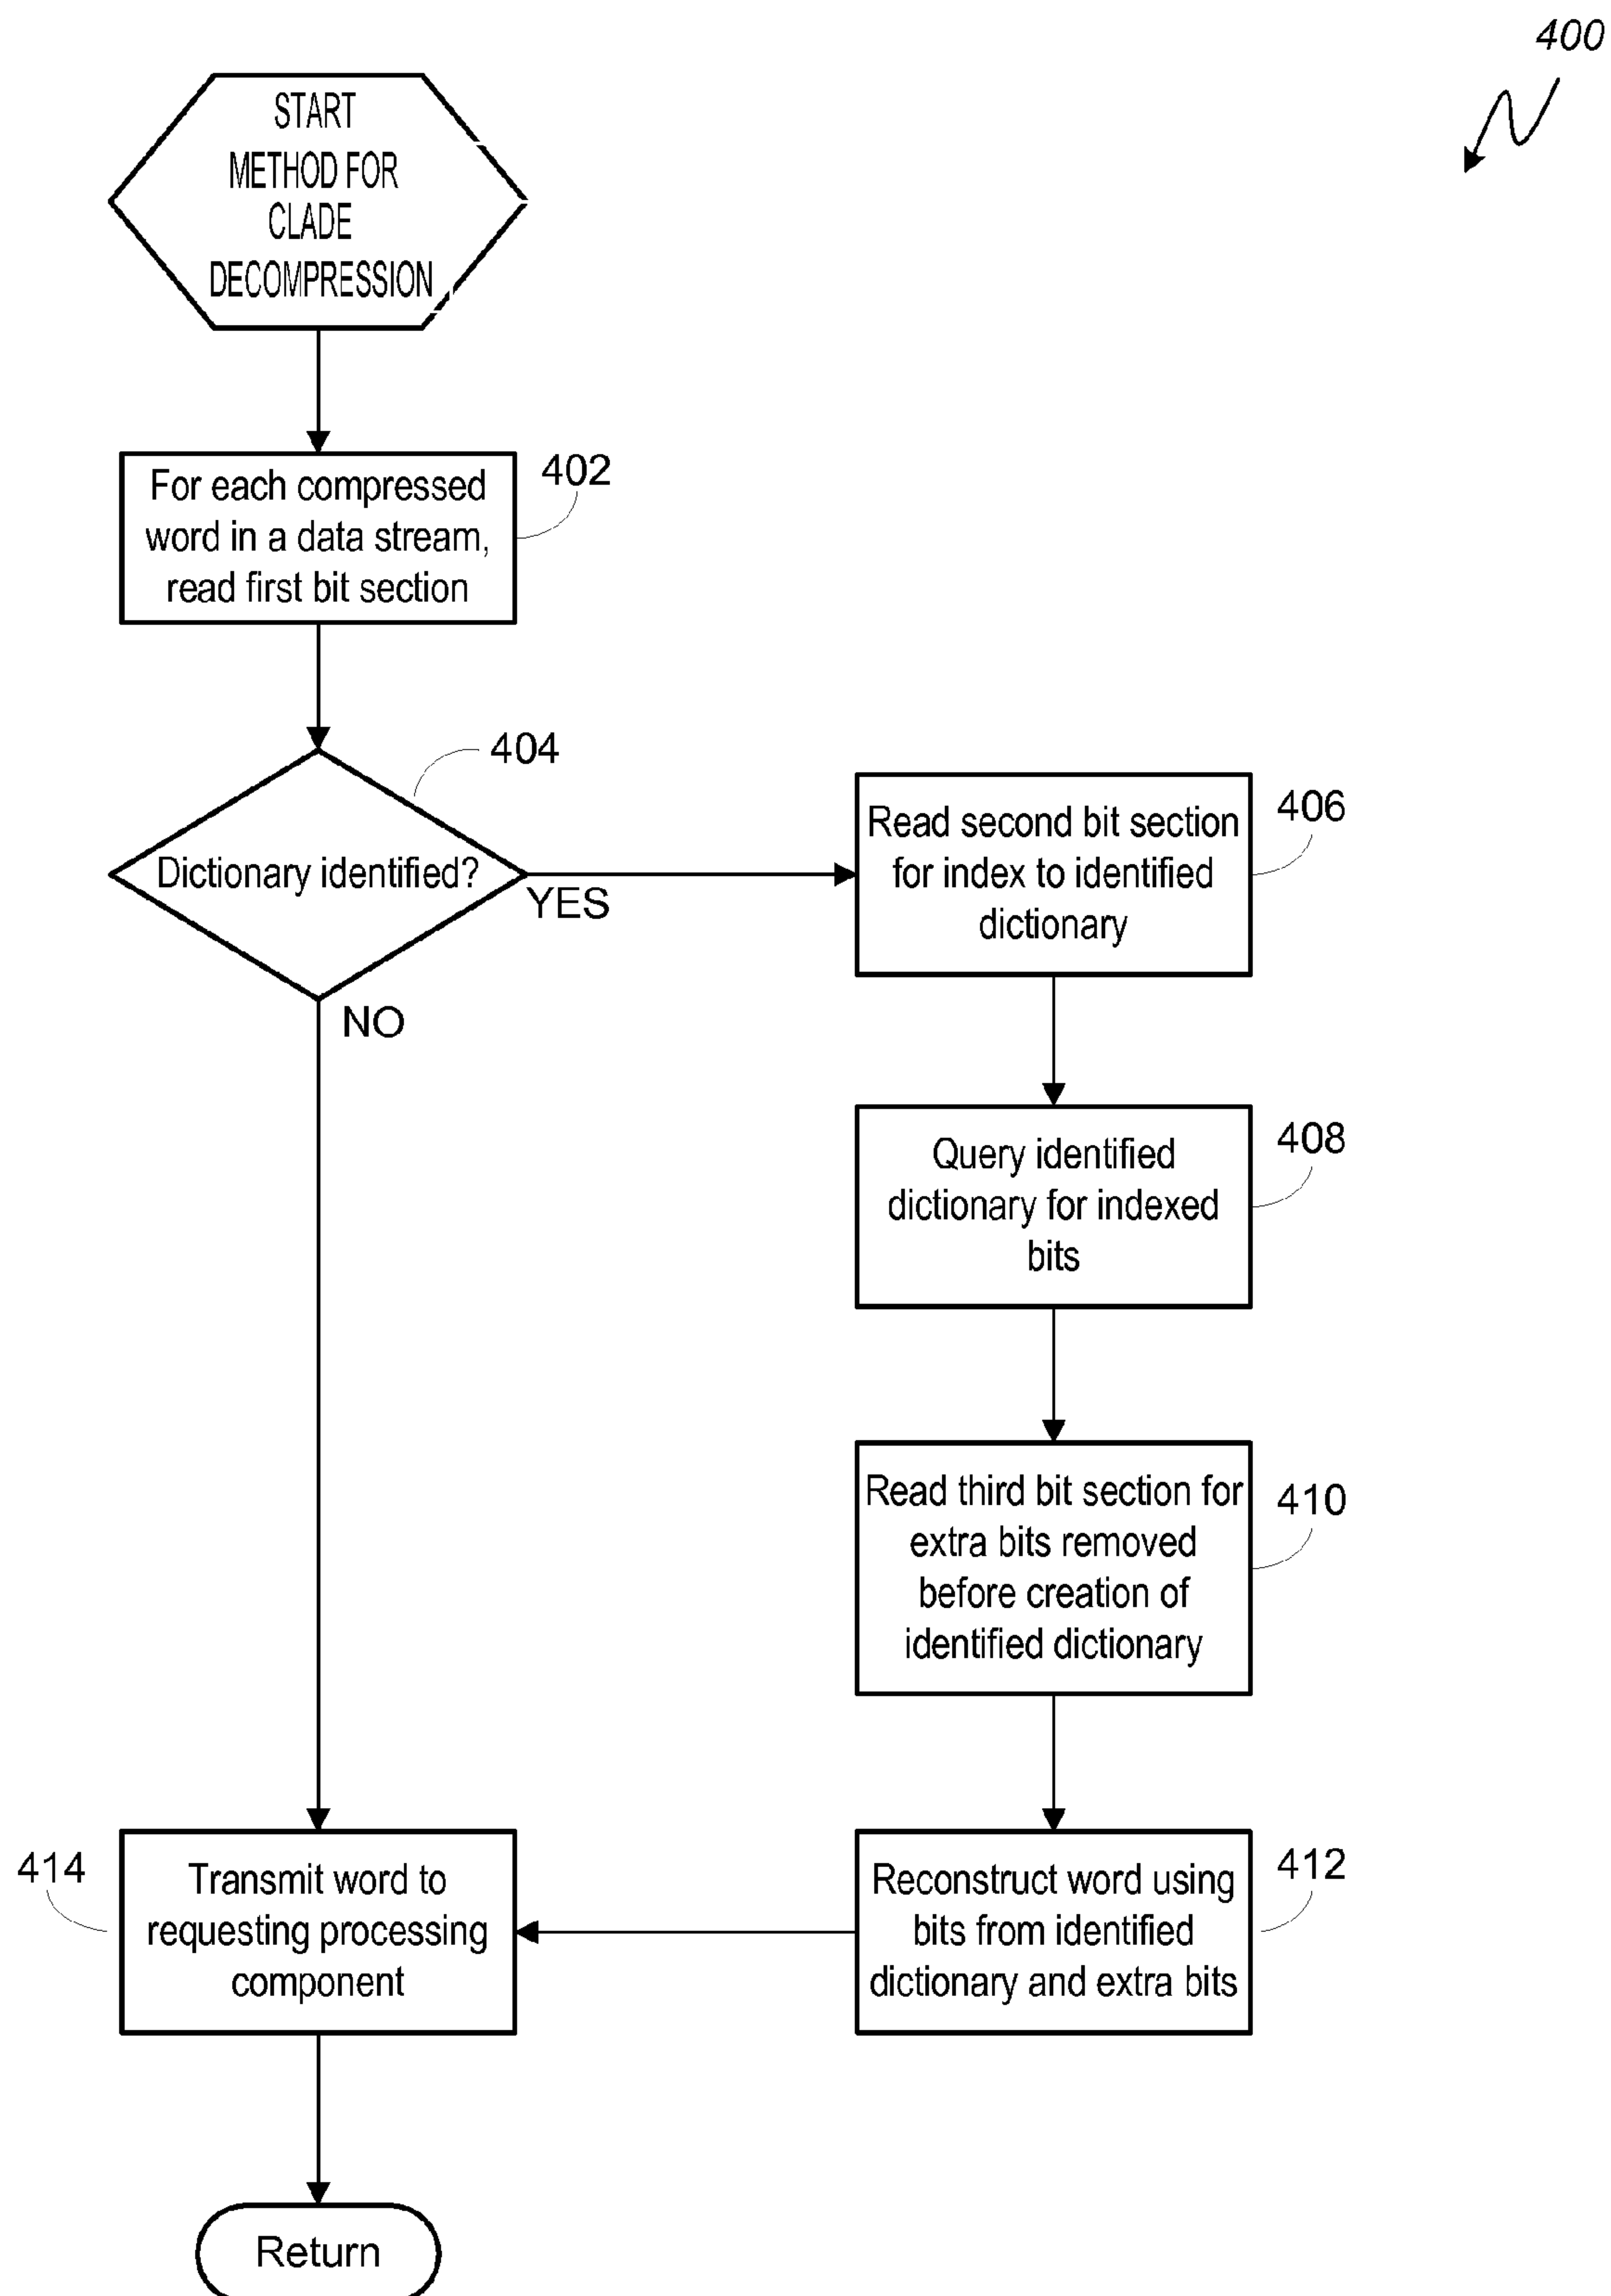 400
START
METHOD FOR
CLADE
DECOMPRESSION
For each compressed
word in a data stream,
read first bit section
402
404
Dictionary identified?
YES
NO
Read second bit section
for index to identified
dictionary
406
Query identified
dictionary for indexed
bits
408
Read third bit section for
extra bits removed
before creation of
identified dictionary
410
Reconstruct word using
bits from identified
dictionary and extra bits
412
414
Transmit word to
requesting processing
component
Return